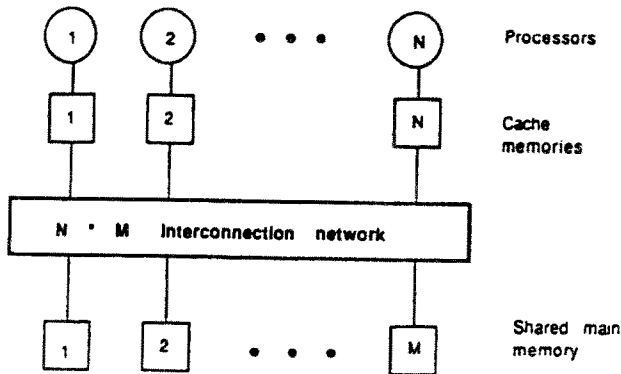 1 2 • • • N Processors
1 2 N Cache
memories
N * M Interconnection network
1 2 • • • M Shared main
memory